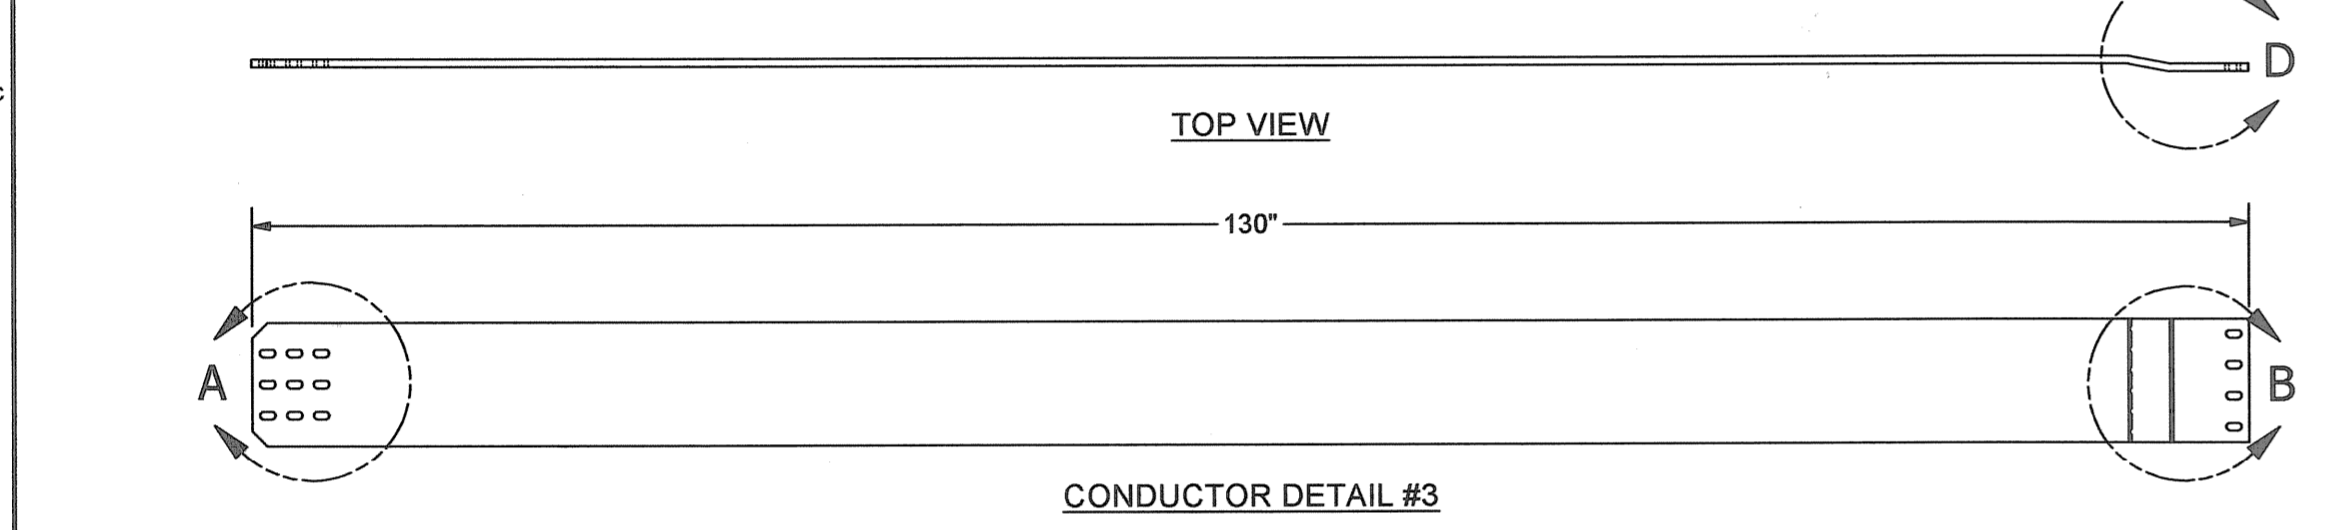 D
TOP VIEW
130"
A
B
CONDUCTOR DETAIL #3